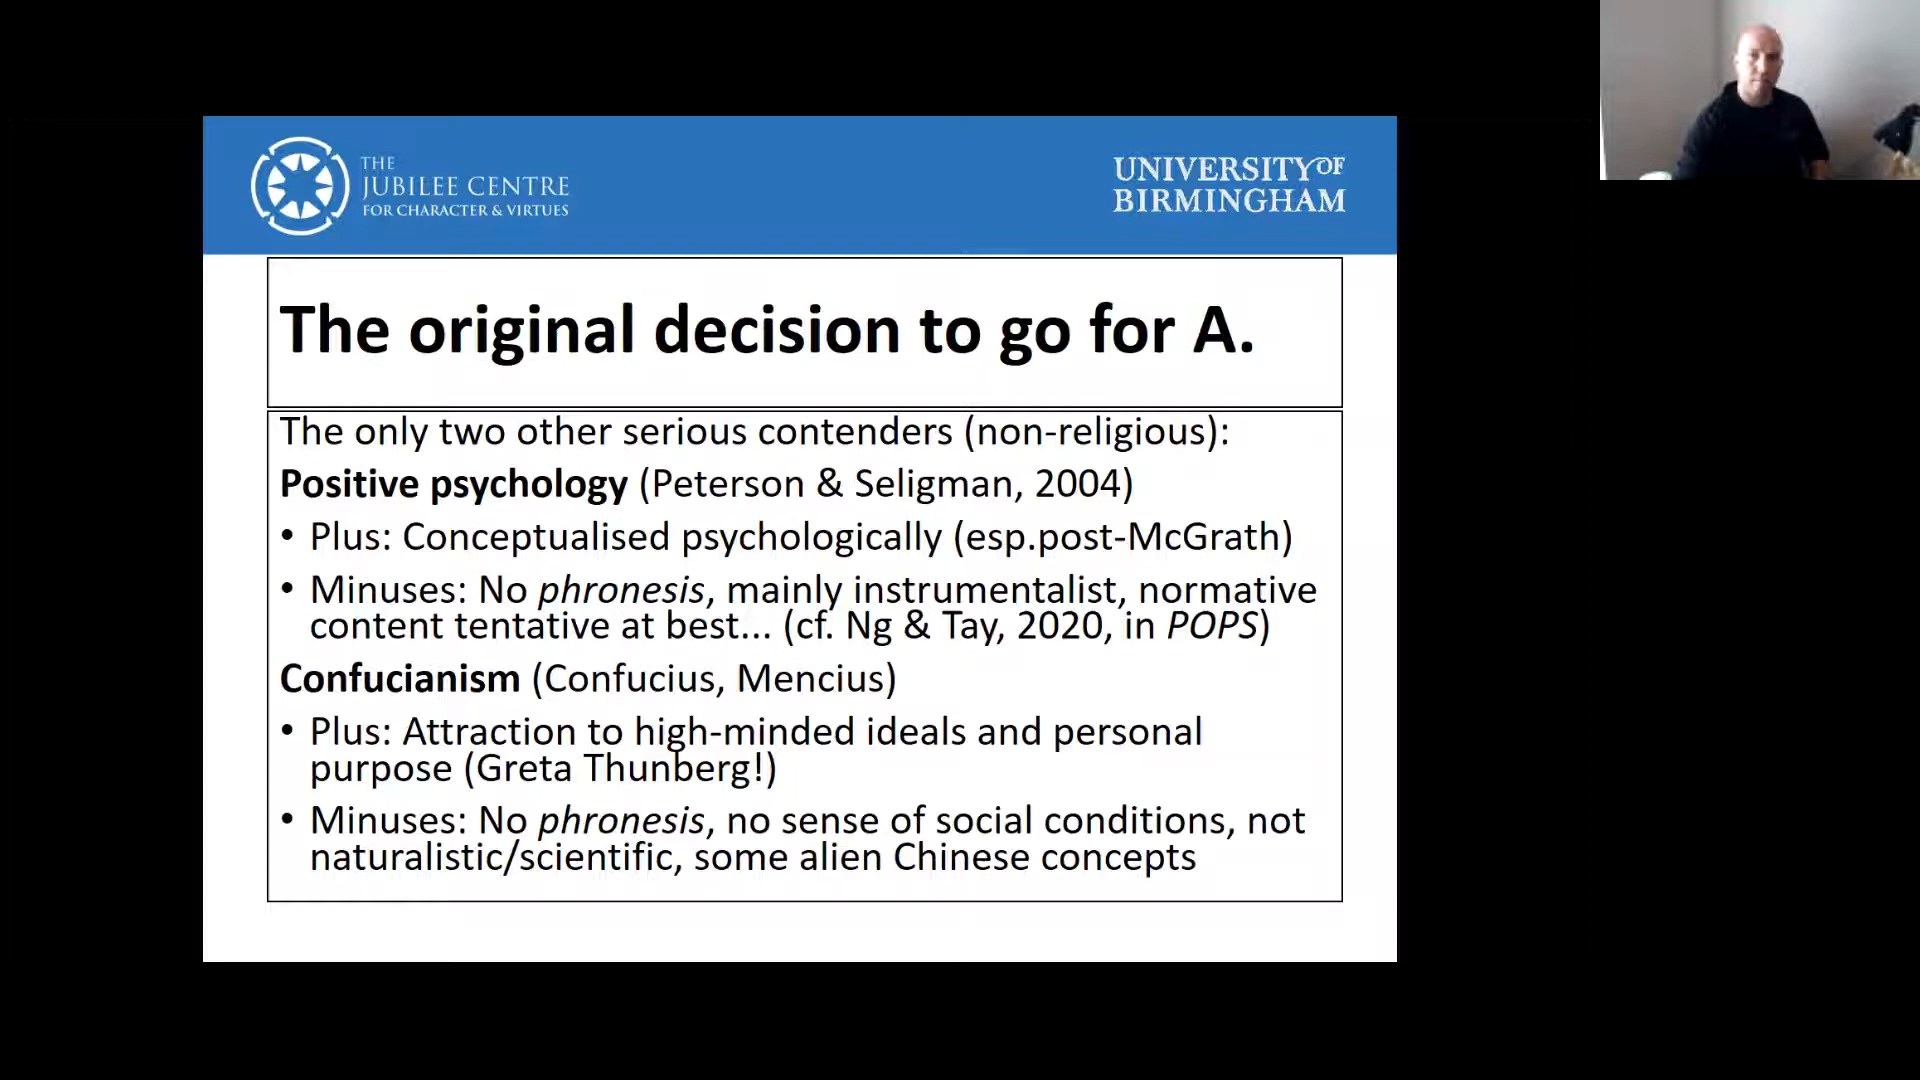 THE
JUBILEE CENTRE
FOR CHARACTER & VIRTUES
UNIVERSITY OF
BIRMINGHAM
The original decision to go for A.
The only two other serious contenders (non-religious):
Positive psychology (Peterson & Seligman, 2004)
• Plus: Conceptualised psychologically (esp.post-McGrath)
• Minuses: No phronesis, mainly instrumentalist, normative
content tentative at best... (cf. Ng & Tay, 2020, in POPS)
Confucianism (Confucius, Mencius)
• Plus: Attraction to high-minded ideals and personal
purpose (Greta Thunberg!)
• Minuses: No phronesis, no sense of social conditions, not
naturalistic/scientific, some alien Chinese concepts